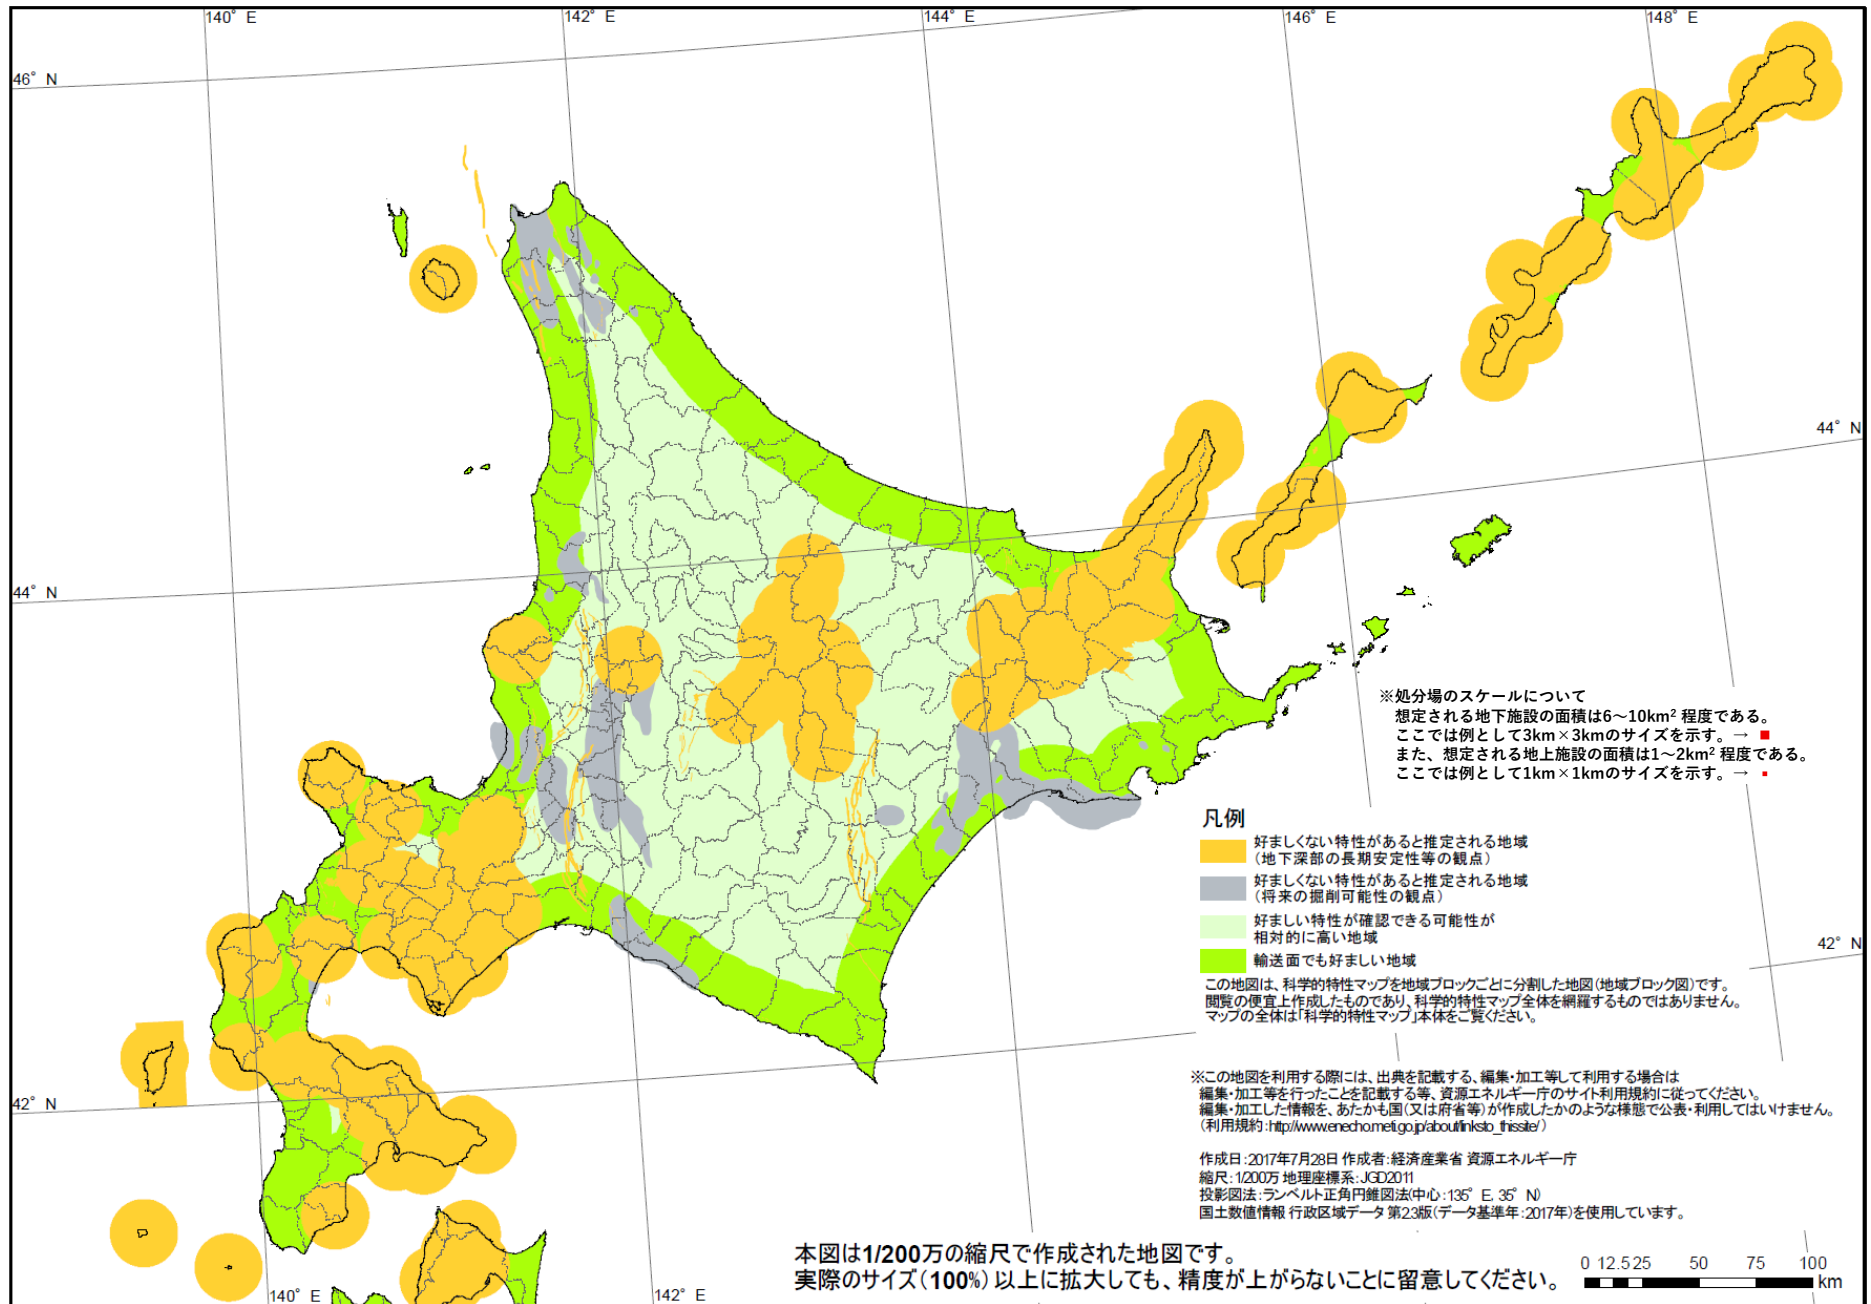 140° E
142° E
144° E
146° E
148° E
46° N
44° N
44° N
42° N
42° N
140° E
142° E
※処分場のスケールについて
想定される地下施設の面積は6～10km² 程度である。
ここでは例として3km×3kmのサイズを示す。→
また、想定される地上施設の面積は1～2km² 程度である。
ここでは例として1km×1kmのサイズを示す。→
凡例
好ましくない特性があると推定される地域
（地下深部の長期安定性等の観点）
好ましくない特性があると推定される地域
（将来の掘削可能性の観点）
好ましい特性が確認できる可能性が
相対的に高い地域
輸送面でも好ましい地域
この地図は、科学的特性マップを地域ブロックごとに分割した地図（地域ブロック図）です。
閲覧の便宜上作成したものであり、科学的特性マップ全体を網羅するものではありません。
マップの全体は「科学的特性マップ」本体をご覧ください。
※この地図を利用する際には、出典を記載する、編集・加工等して利用する場合は
編集・加工等を行ったことを記載する等、資源エネルギー庁のサイト利用規約に従ってください。
編集・加工した情報を、あたかも国（又は府省等）が作成したかのような様態で公表・利用してはいけません。
（利用規約：http://www.enecho.meti.go.jp/about/linksto_thissite/）
作成日：2017年7月28日 作成者：経済産業省 資源エネルギー庁
縮尺：1/200万 地理座標系：JGD2011
投影図法：ランベルト正角円錐図法（中心：135° E, 35° N）
国土数値情報 行政区域データ 第2.3版（データ基準年：2017年）を使用しています。
本図は1/200万の縮尺で作成された地図です。
実際のサイズ（100%）以上に拡大しても、精度が上がらないことに留意してください。
0 12.5 25 50 75 100
km